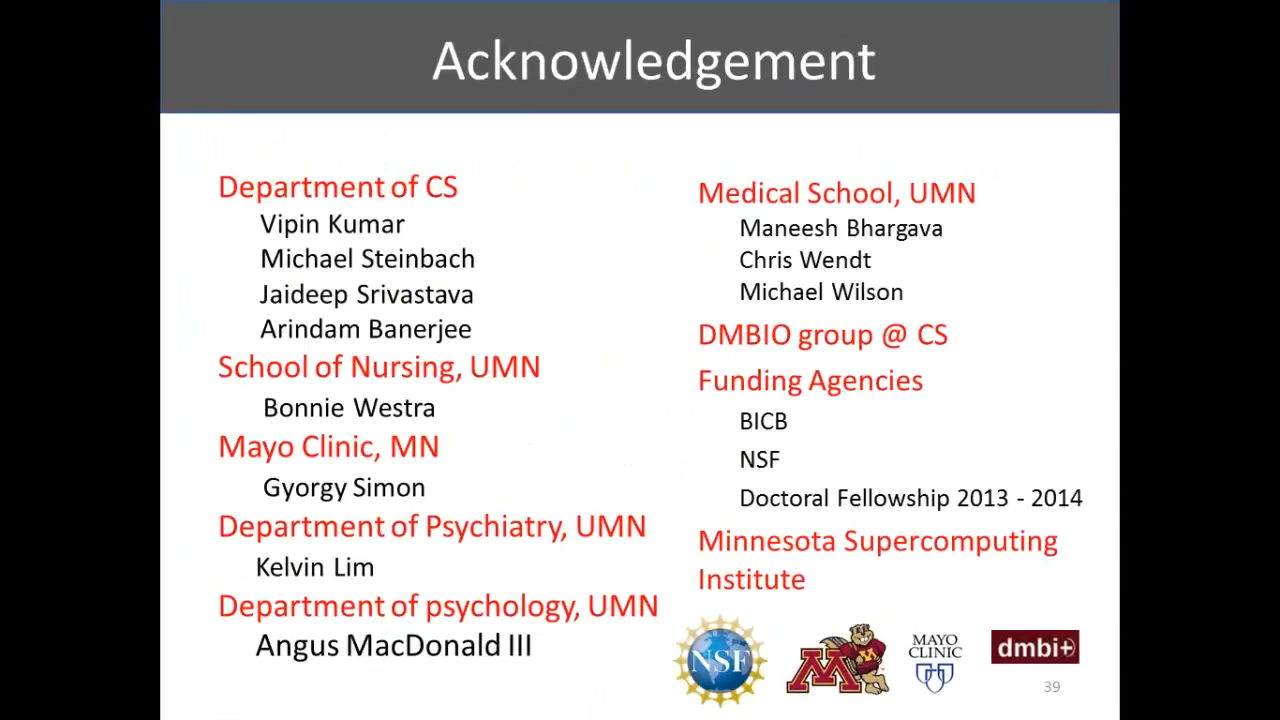 Acknowledgement
Department of CS
Vipin Kumar
Michael Steinbach
Jaideep Srivastava
Arindam Banerjee
School of Nursing, UMN
Bonnie Westra
Mayo Clinic, MN
Gyorgy Simon
Department of Psychiatry, UMN
Kelvin Lim
Department of psychology, UMN
Angus MacDonald III
Medical School, UMN
Maneesh Bhargava
Chris Wendt
Michael Wilson
DMBIO group @ CS
Funding Agencies
BICB
NSF
Doctoral Fellowship 2013 - 2014
Minnesota Supercomputing
Institute
NSF
M
M
MAYO
CLINIC
dmbi+
39